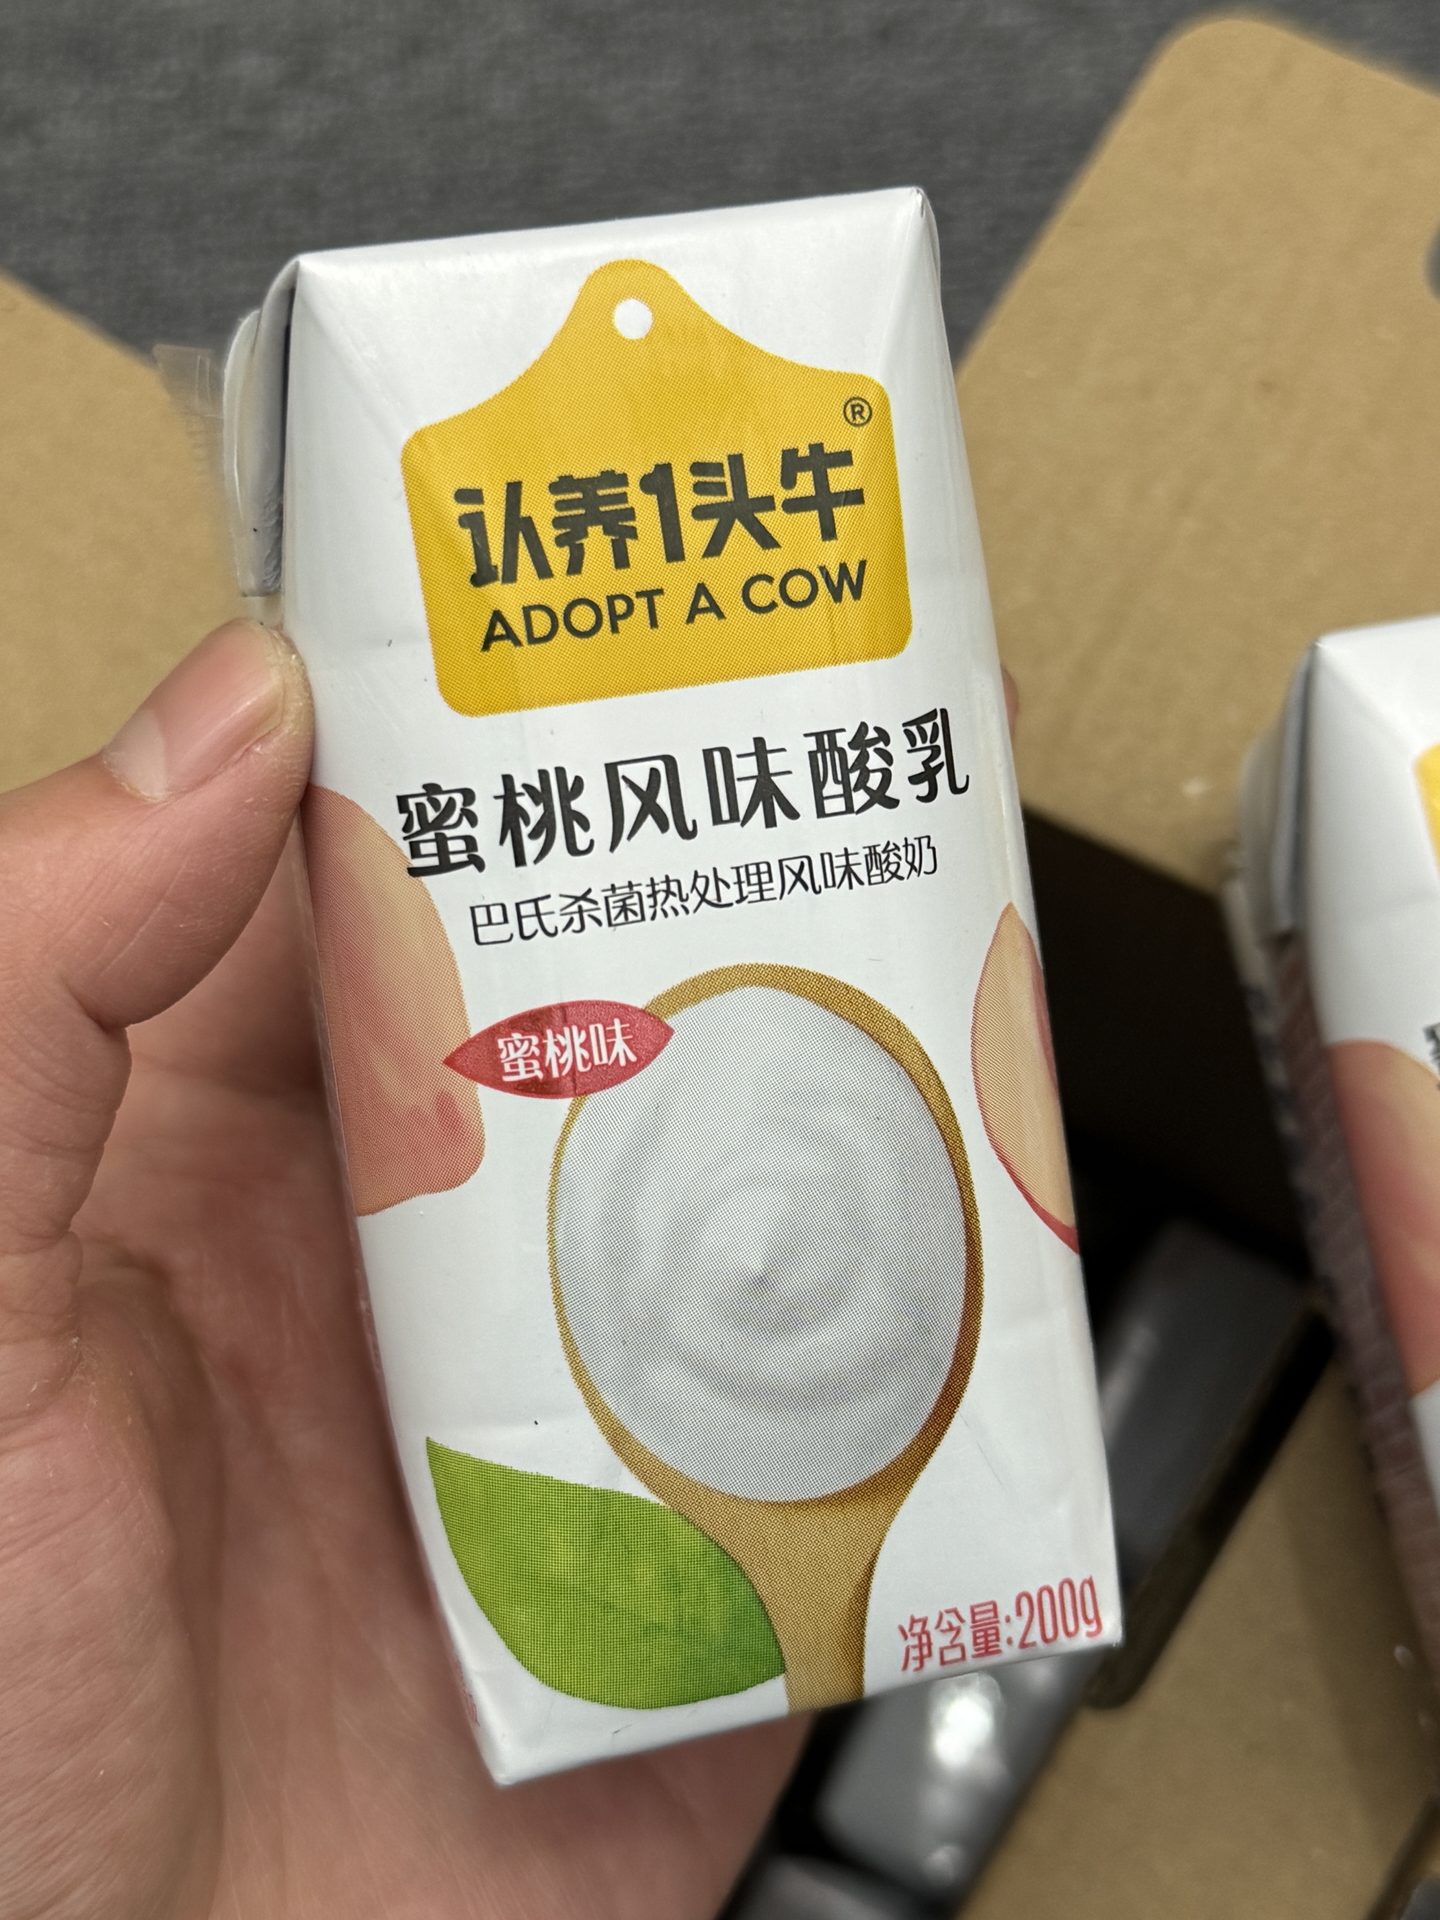 ®
认养1头牛
ADOPT A COW
蜜桃风味酸乳
巴氏杀菌热处理风味酸奶
蜜桃味
净含量:200g